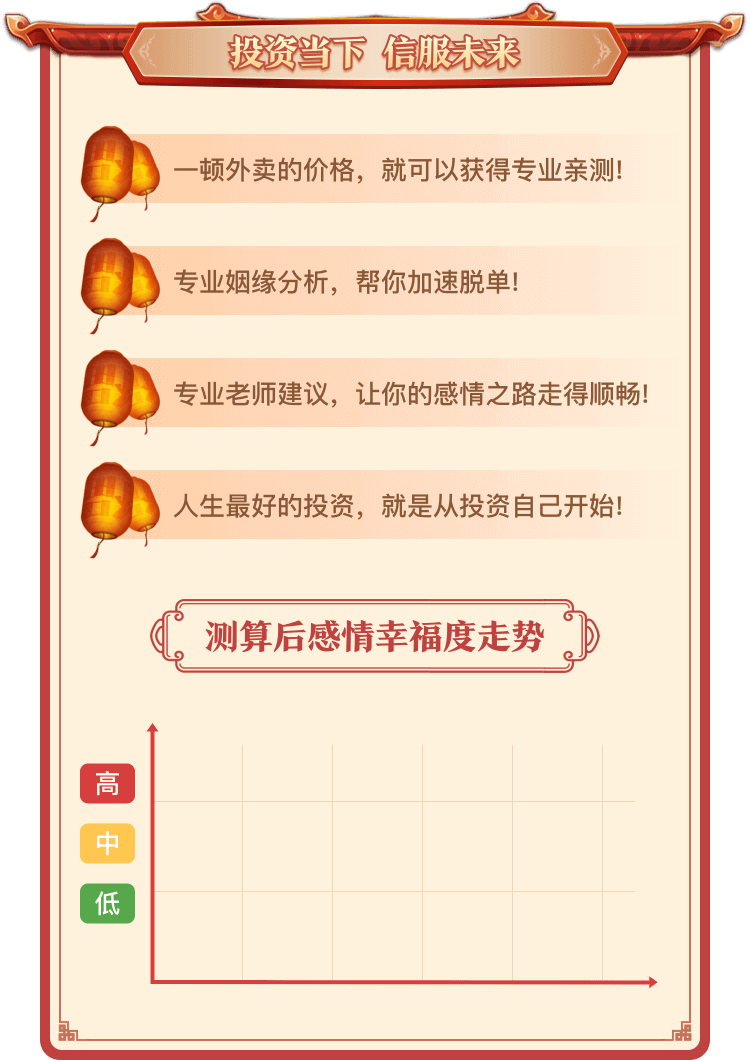 投资当下 信服未来
一顿外卖的价格，就可以获得专业亲测!
专业姻缘分析，帮你加速脱单!
专业老师建议，让你的感情之路走得顺畅!
人生最好的投资，就是从投资自己开始!
测算后感情幸福度走势
高
中
低